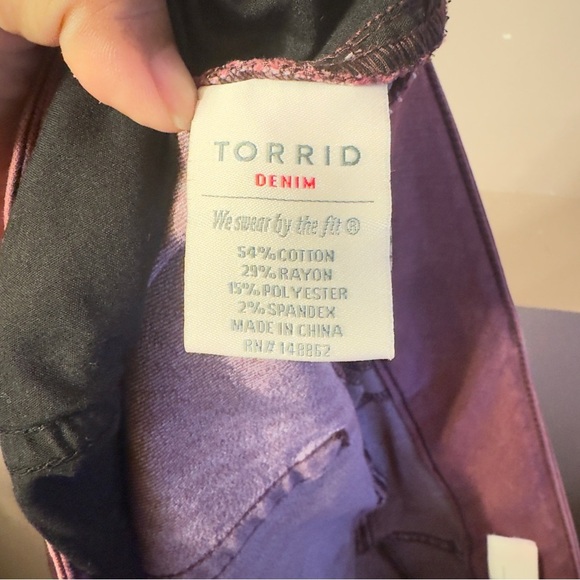 TORRID
DENIM
We swear by the fit ®
54% COTTON
29% RAYON
15% POLYESTER
2% SPANDEX
MADE IN CHINA
RN# 148862